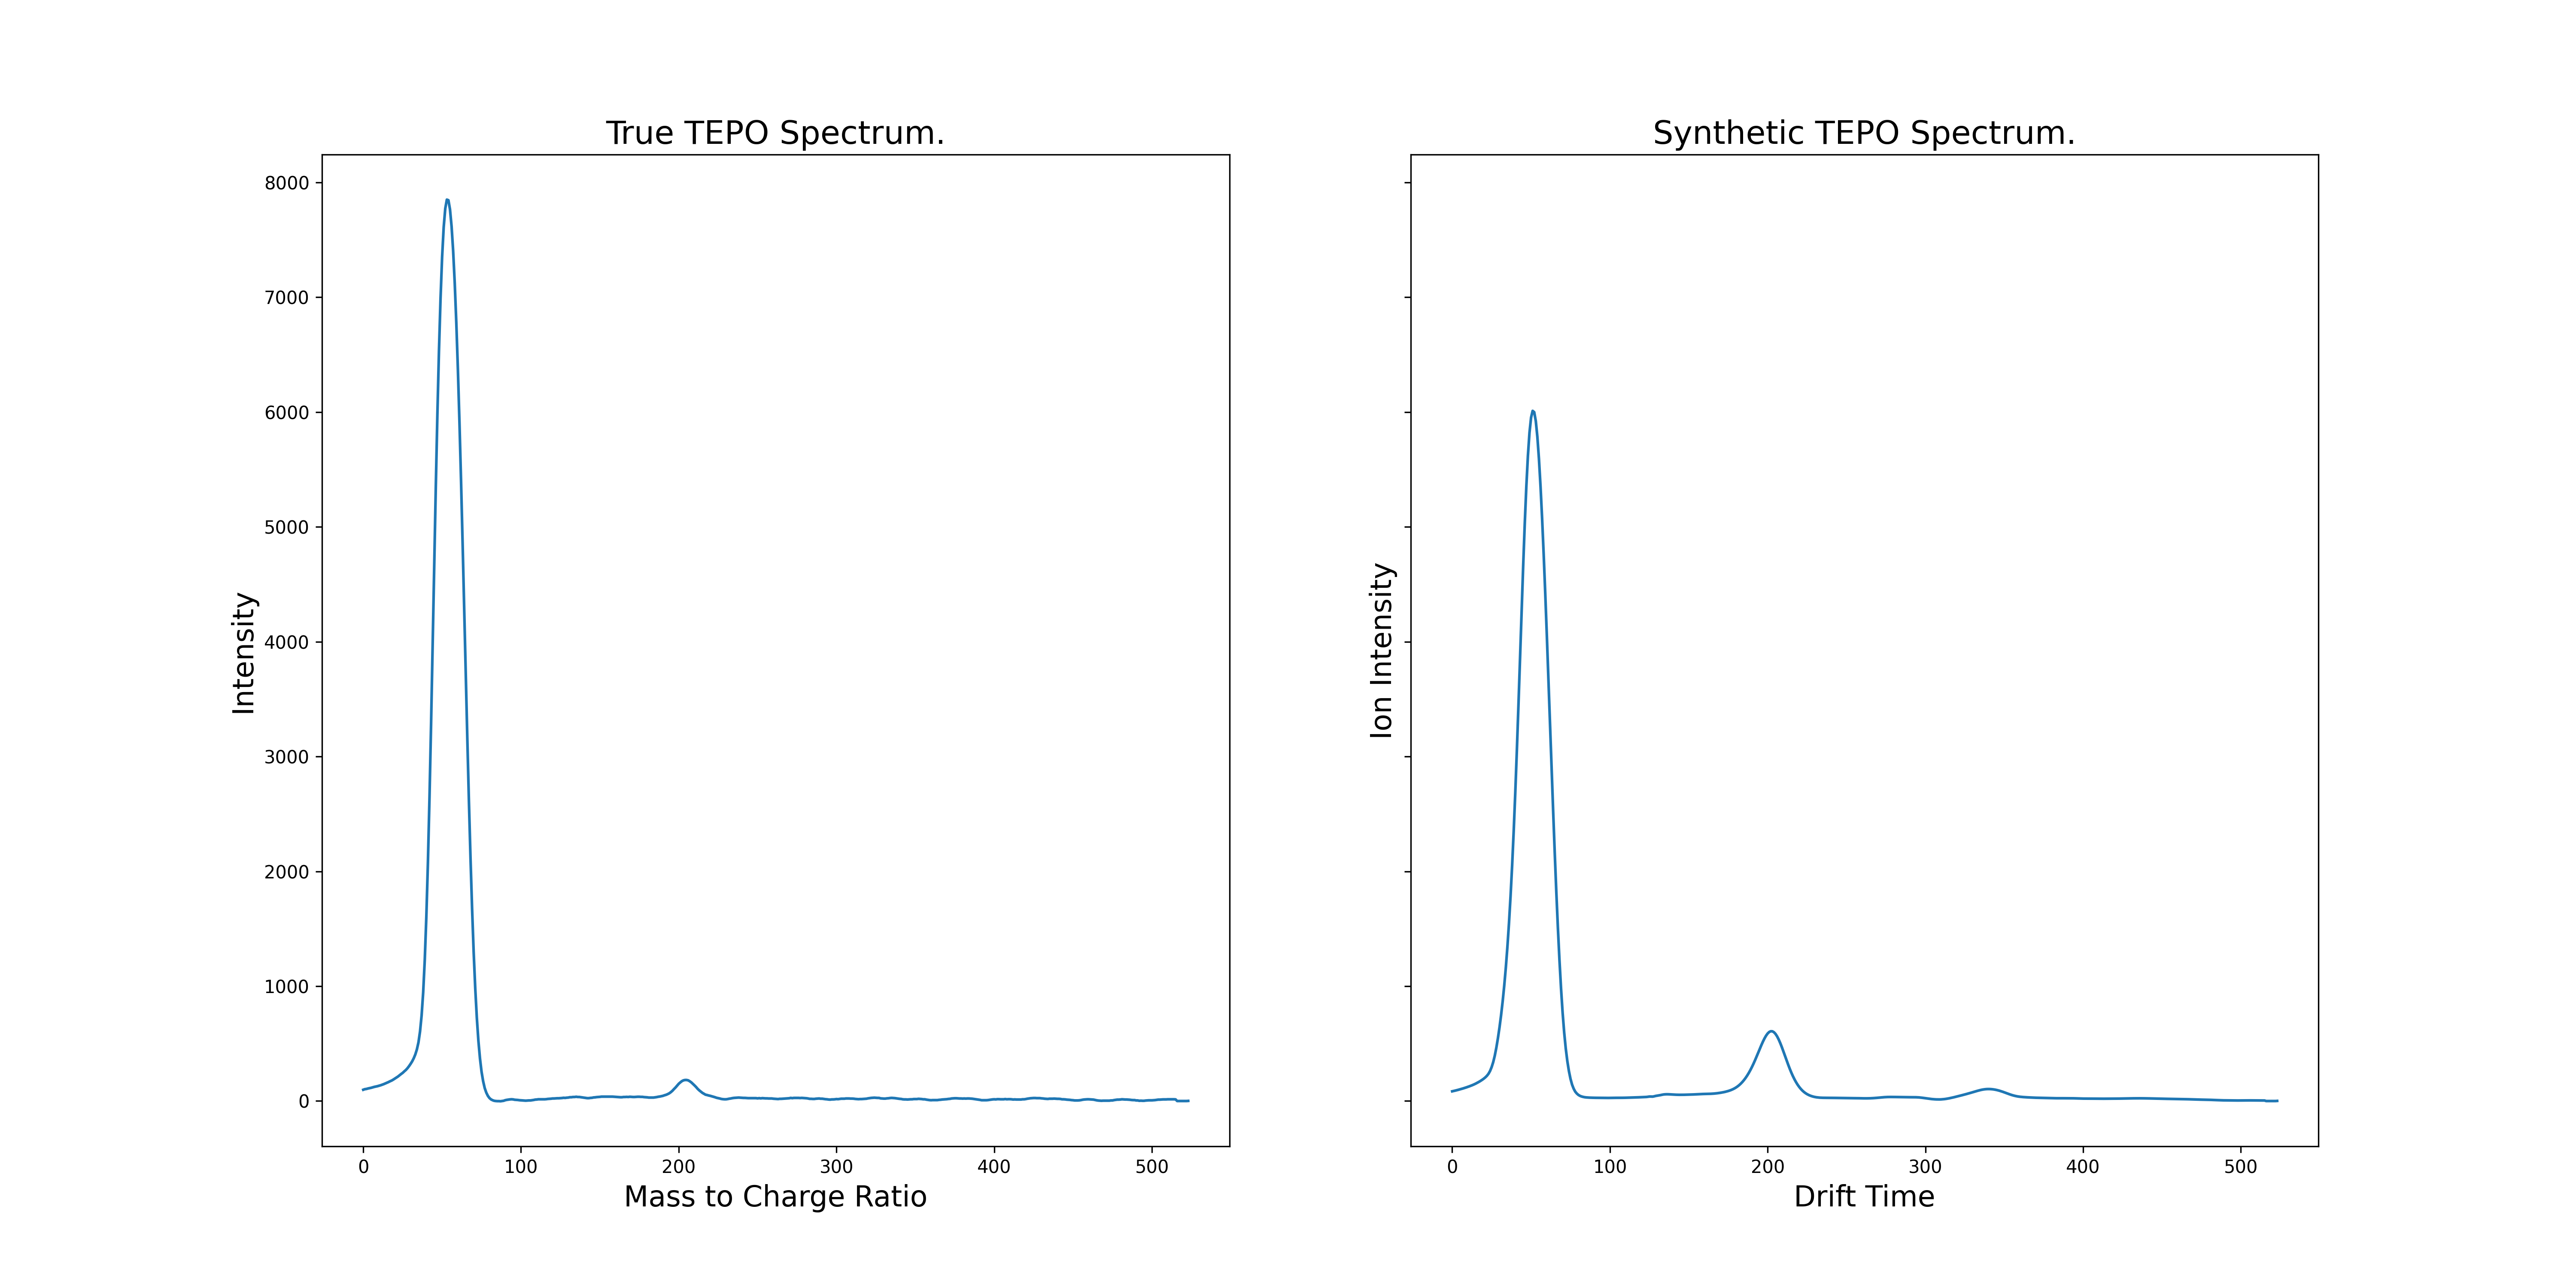 True TEPO Spectrum.
8000
7000
6000
5000
4000
3000
2000
1000
0
Intensity
0 100 200 300 400 500
Mass to Charge Ratio
Synthetic TEPO Spectrum.
Ion Intensity
0 100 200 300 400 500
Drift Time